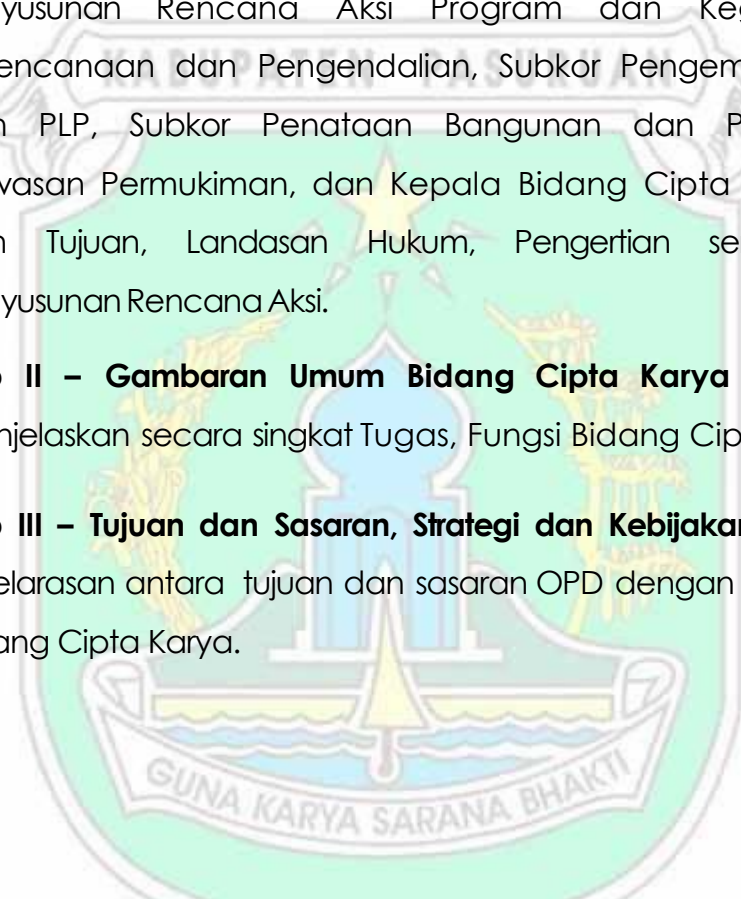 yusunan Rencana Aksi Program dan Keg
KABUPATEN PASURUAN
encanaan dan Pengendalian, Subkor Pengem
n PLP, Subkor Penataan Bangunan dan P
wasan Permukiman, dan Kepala Bidang Cipta
n Tujuan, Landasan Hukum, Pengertian se
yusunan Rencana Aksi.
II – Gambaran Umum Bidang Cipta Karya
njelaskan secara singkat Tugas, Fungsi Bidang Cip
III – Tujuan dan Sasaran, Strategi dan Kebijakan
elarasan antara tujuan dan sasaran OPD dengan
ang Cipta Karya.
GUNA KARYA SARANA BHAKTI